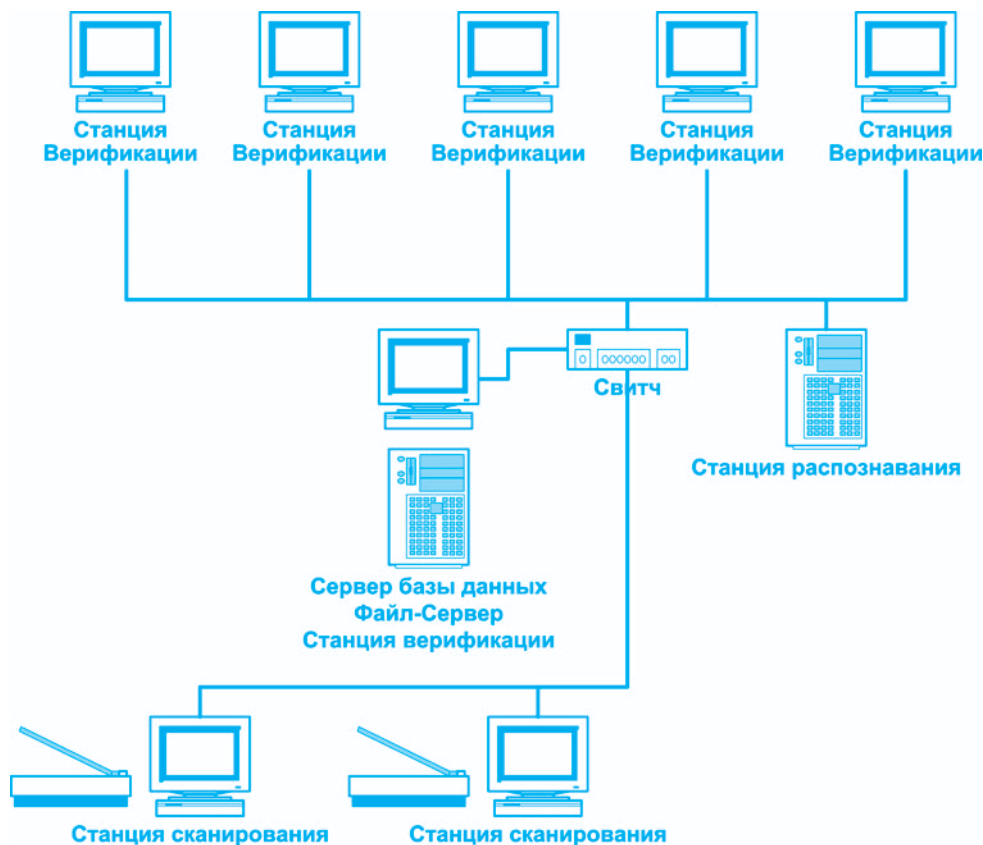 Станция
Верификации
Станция
Верификации
Станция
Верификации
Станция
Верификации
Станция
Верификации
Свитч
Станция распознавания
Сервер базы данных
Файл-Сервер
Станция верификации
Станция сканирования
Станция сканирования